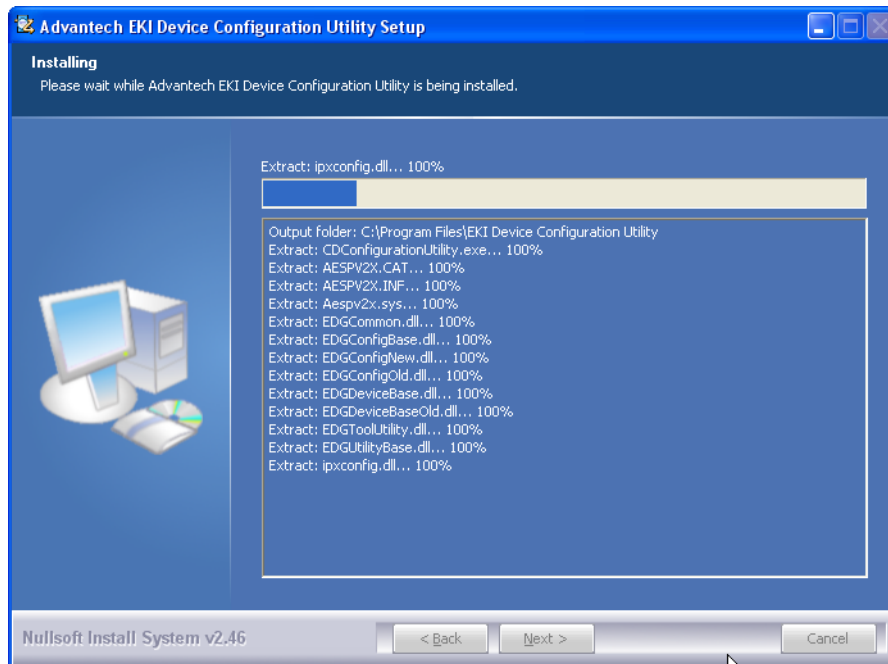 Advantech EKI Device Configuration Utility Setup
Installing
Please wait while Advantech EKI Device Configuration Utility is being installed.
Extract: ipxconfig.dll... 100%
Output folder: C:\Program Files\EKI Device Configuration Utility
Extract: CDConfigurationUtility.exe... 100%
Extract: AESPV2X.CAT... 100%
Extract: AESPV2X.INF... 100%
Extract: Aespv2x.sys... 100%
Extract: EDGCommon.dll... 100%
Extract: EDGConfigBase.dll... 100%
Extract: EDGConfigNew.dll... 100%
Extract: EDGConfigOld.dll... 100%
Extract: EDGDeviceBase.dll... 100%
Extract: EDGDeviceBaseOld.dll... 100%
Extract: EDGToolUtility.dll... 100%
Extract: EDGUtilityBase.dll... 100%
Extract: ipxconfig.dll... 100%
Nullsoft Install System v2.46
< Back
Next >
Cancel